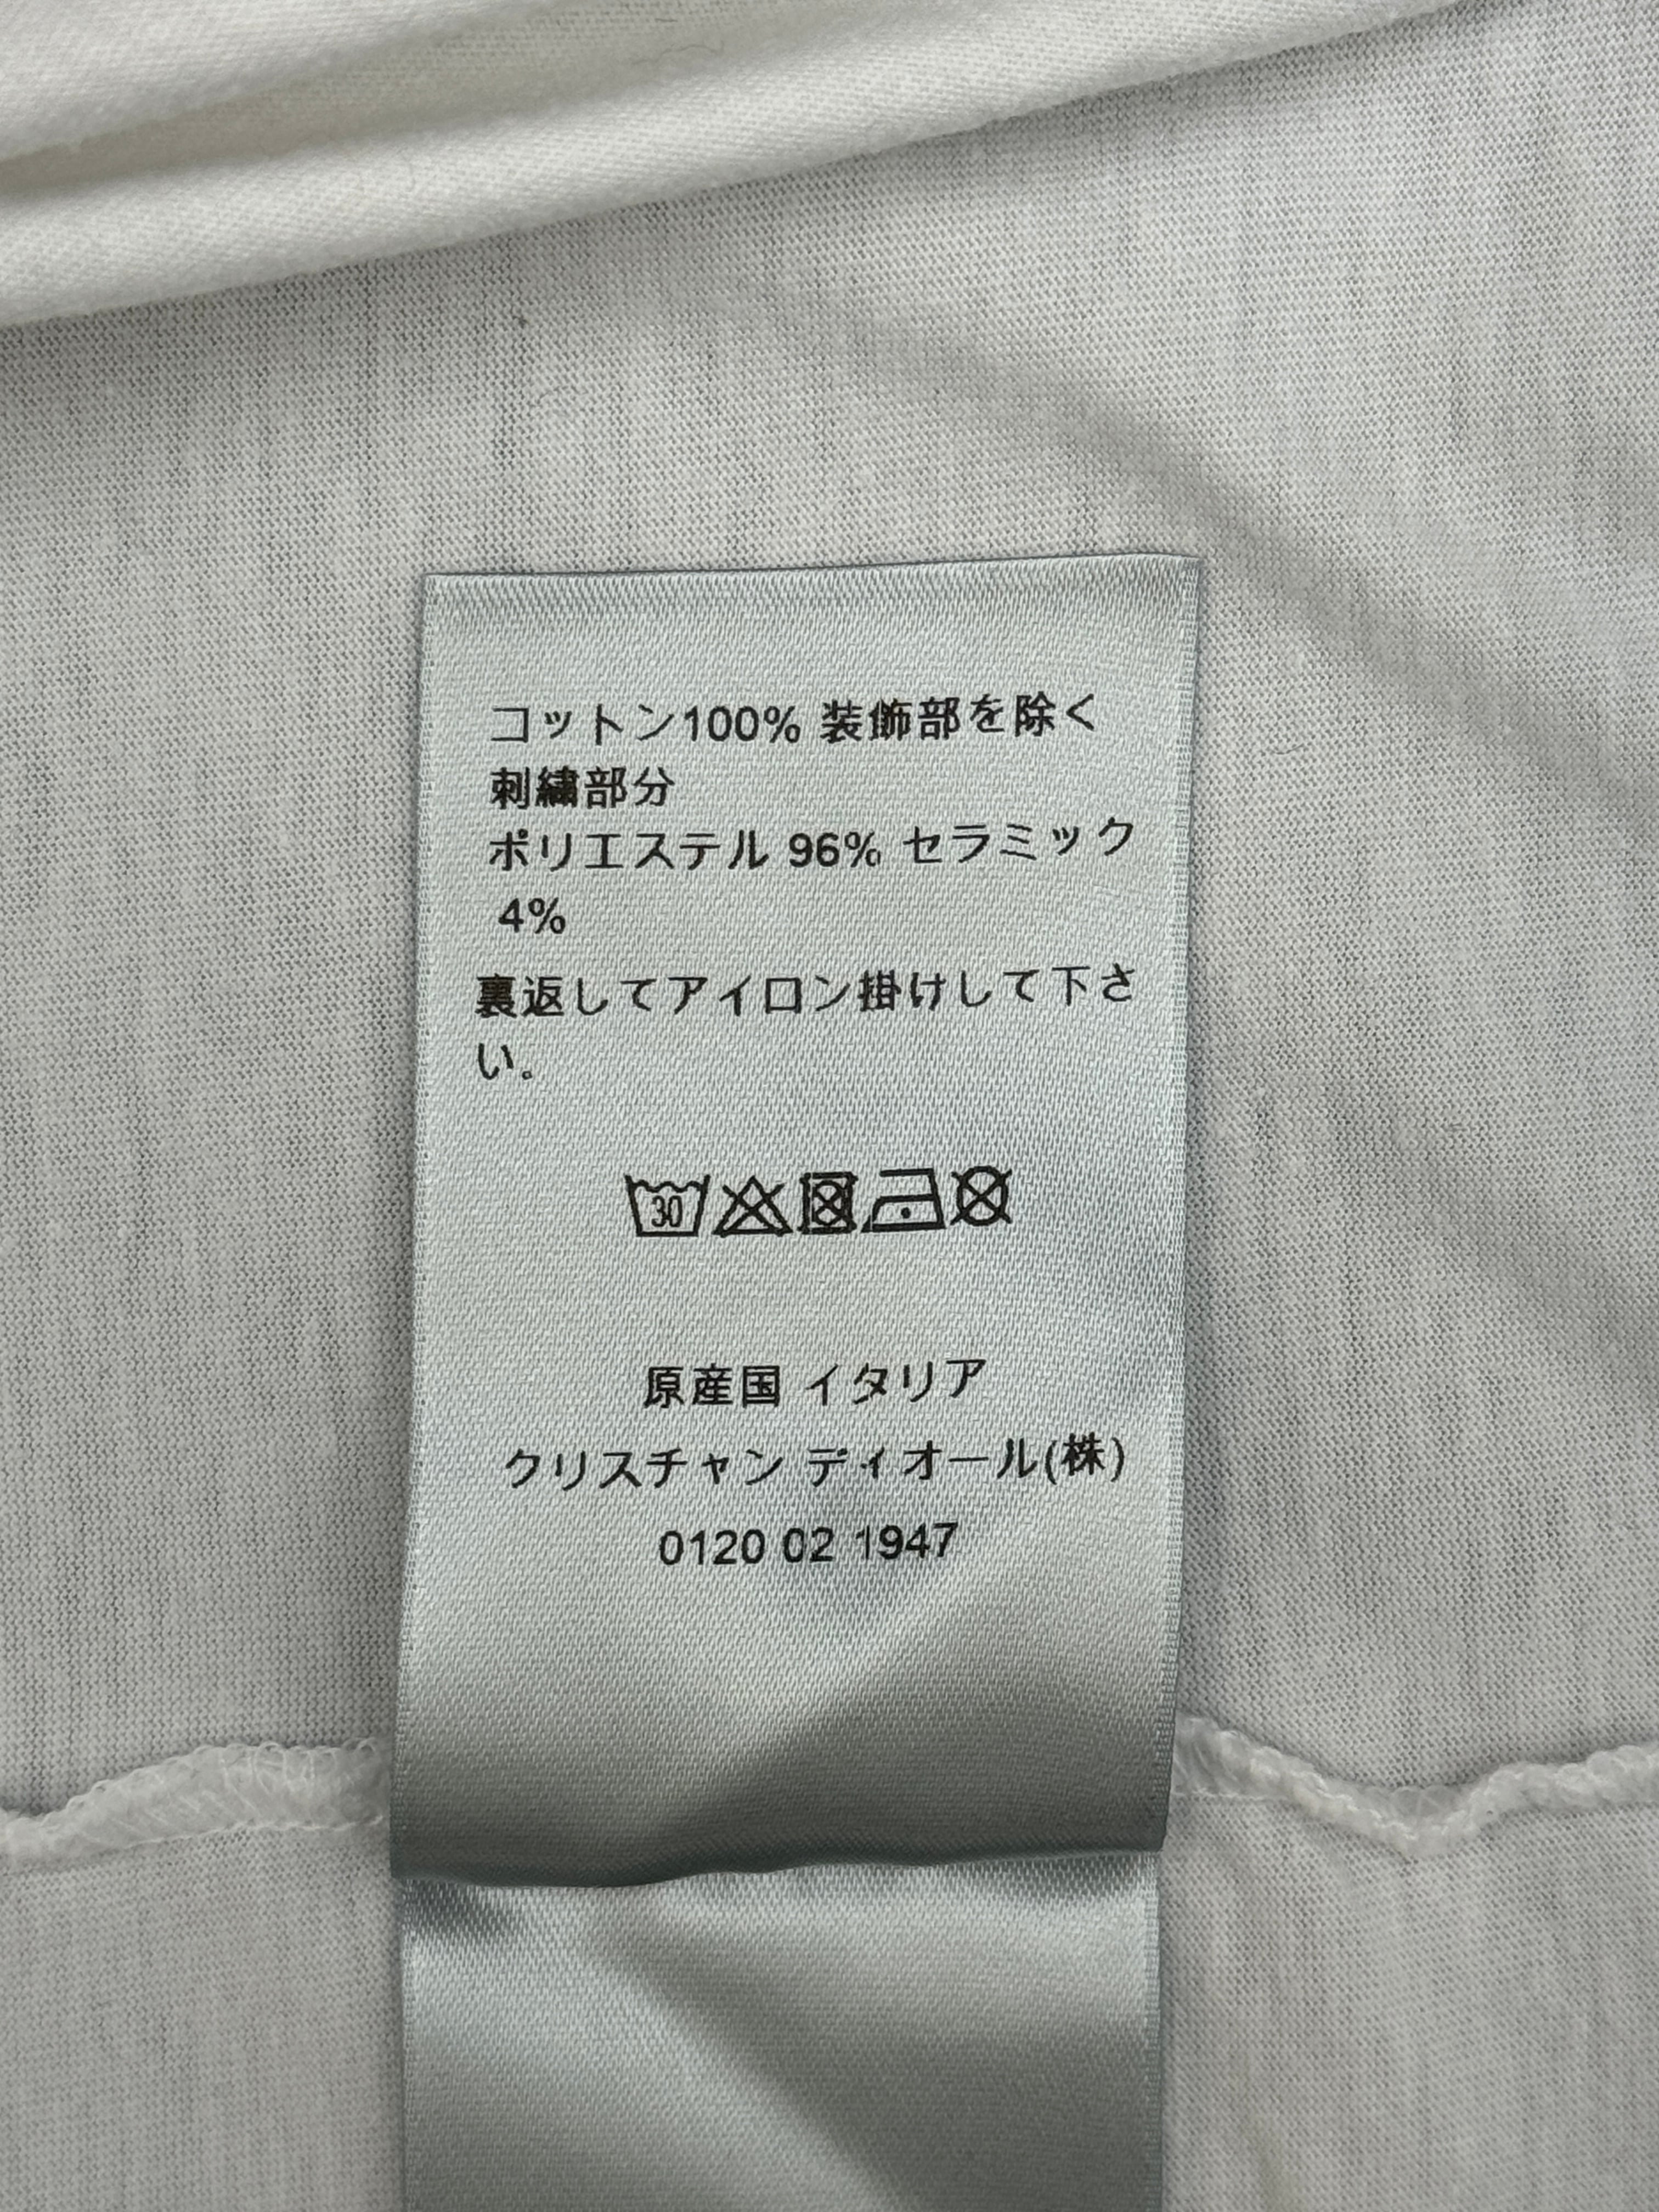 コットン100% 装飾部を除く
刺繍部分
ポリエステル 96% セラミック
4%
裏返してアイロン掛けして下さ
い。
30
原産国 イタリア
クリスチャン ディオール(株)
0120 02 1947